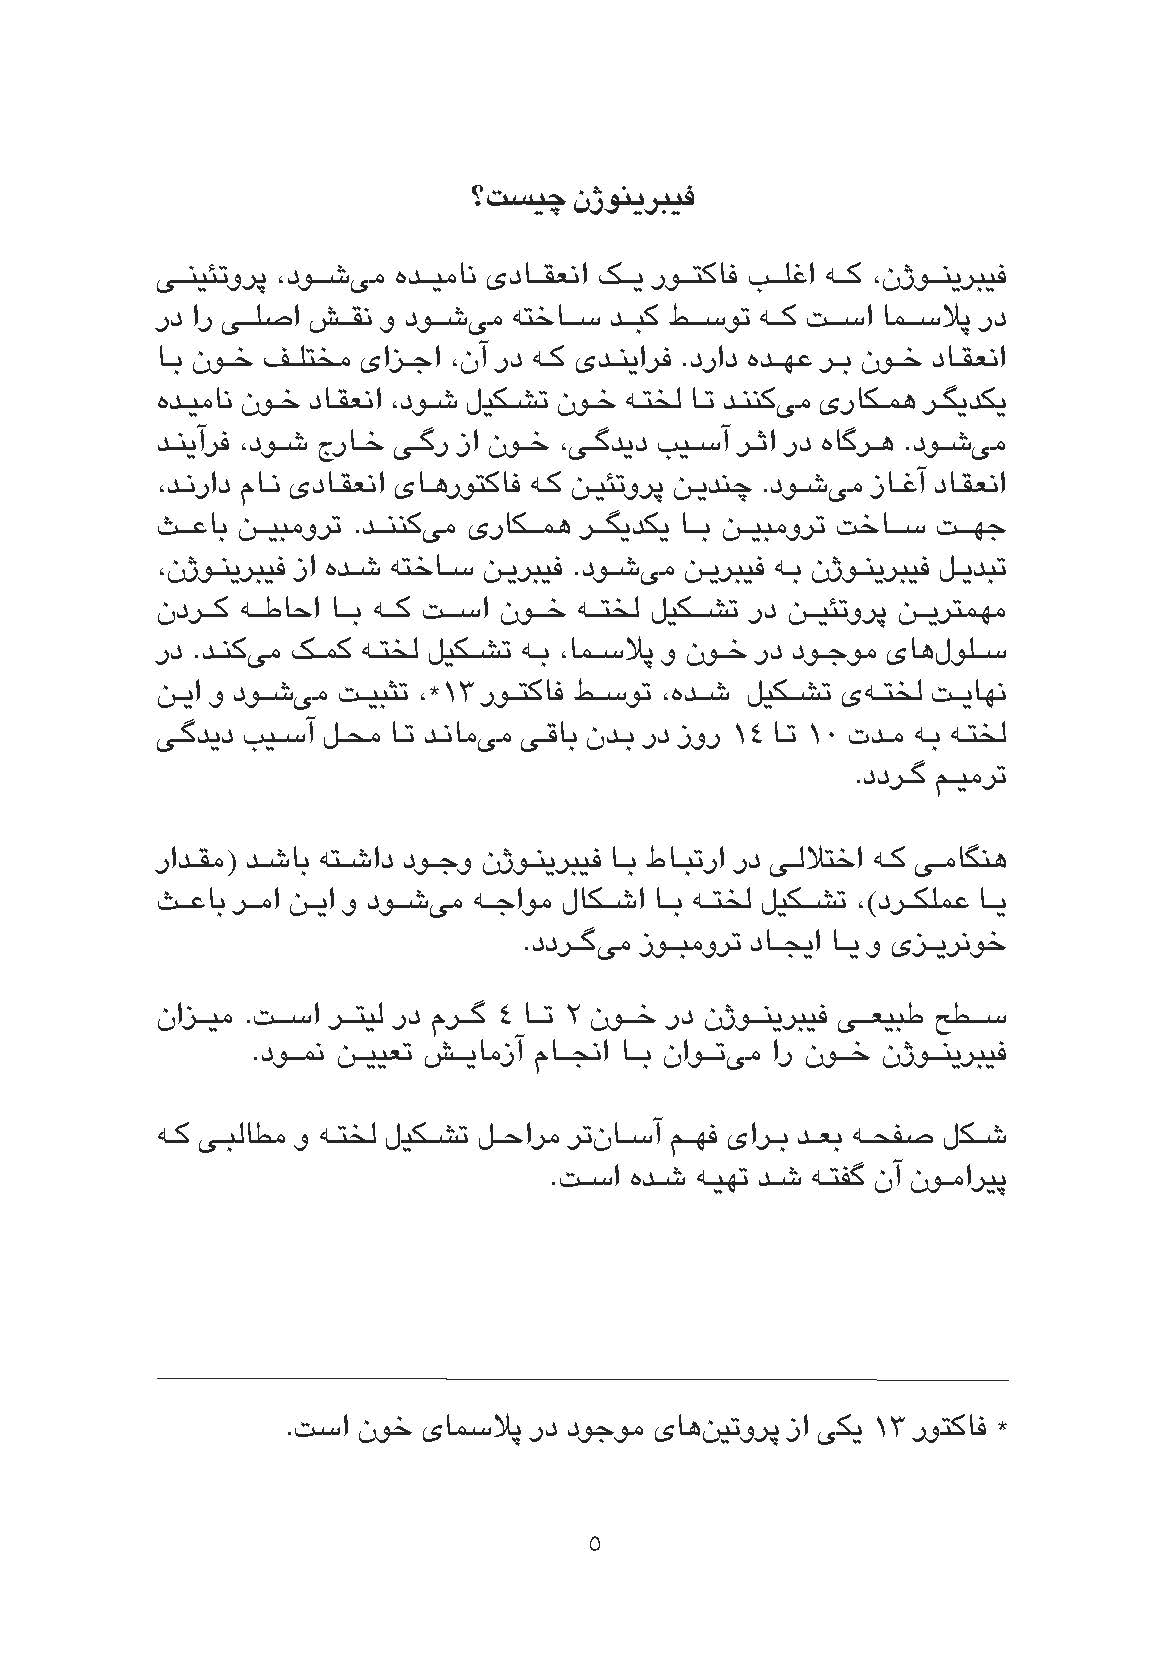 فیبرینوژن چیست؟
فیبرینوژن، که اغلب فاکتور یک انعقادی نامیده می‌شود، پروتئینی
در پلاسما است که توسط کبد ساخته می‌شود و نقش اصلی را در
انعقاد خون بر عهده دارد. فرایندی که در آن، اجزای مختلف خون با
یکدیگر همکاری می‌کنند تا لخته خون تشکیل شود، انعقاد خون نامیده
می‌شود. هرگاه در اثر آسیب دیدگی، خون از رگی خارج شود، فرآیند
انعقاد آغاز می‌شود. چندین پروتئین که فاکتورهای انعقادی نام دارند،
جهت ساخت ترومبین با یکدیگر همکاری می‌کنند. ترومبین باعث
تبدیل فیبرینوژن به فیبرین می‌شود. فیبرین ساخته شده از فیبرینوژن،
مهمترین پروتئین در تشکیل لخته خون است که با احاطه کردن
سلول‌های موجود در خون و پلاسما، به تشکیل لخته کمک می‌کند. در
نهایت لخته‌ی تشکیل شده، توسط فاکتور ۱۳*، تثبیت می‌شود و این
لخته به مدت ۱۰ تا ۱٤ روز در بدن باقی می‌ماند تا محل آسیب دیدگی
ترمیم گردد.
هنگامی که اختلالی در ارتباط با فیبرینوژن وجود داشته باشد (مقدار
یا عملکرد)، تشکیل لخته با اشکال مواجه می‌شود و این امر باعث
خونریزی و یا ایجاد ترومبوز می‌گردد.
سطح طبیعی فیبرینوژن در خون ۲ تا ٤ گرم در لیتر است. میزان
فیبرینوژن خون را می‌توان با انجام آزمایش تعیین نمود.
شکل صفحه بعد برای فهم آسان‌تر مراحل تشکیل لخته و مطالبی که
پیرامون آن گفته شد تهیه شده است.
* فاکتور ۱۳ یکی از پروتین‌های موجود در پلاسمای خون است.
٥